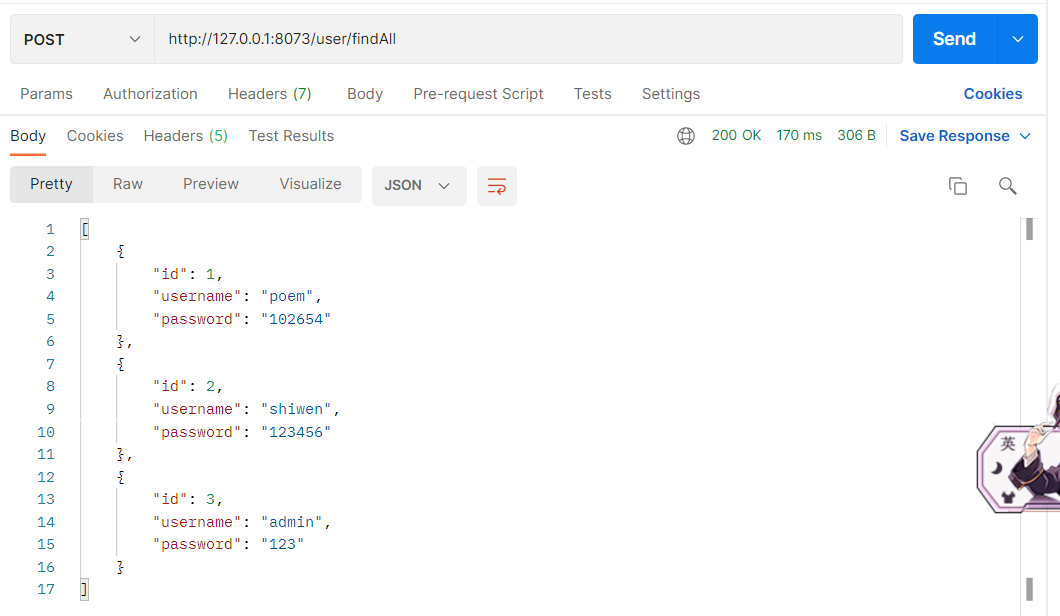 POST http://127.0.0.1:8073/user/findAll Send
Params Authorization Headers (7) Body Pre-request Script Tests Settings Cookies
Body Cookies Headers (5) Test Results 200 OK 170 ms 306 B Save Response
Pretty Raw Preview Visualize JSON
1 [
2 {
3 "id": 1,
4 "username": "poem",
5 "password": "102654"
6 },
7 {
8 "id": 2,
9 "username": "shiwen",
10 "password": "123456"
11 },
12 {
13 "id": 3,
14 "username": "admin",
15 "password": "123"
16 }
17 ]
英